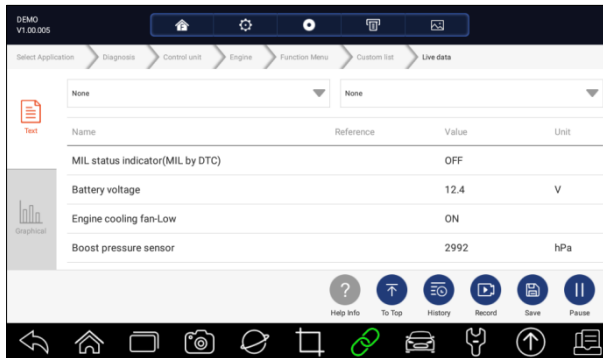 DEMO
V1.00.005
Select Application Diagnosis Control unit Engine Function Menu Custom list Live data
None None
Text
Name Reference Value Unit
MIL status indicator(MIL by DTC) OFF
Battery voltage 12.4 V
Graphical
Engine cooling fan-Low ON
Boost pressure sensor 2992 hPa
Help Info To Top History Record Save Pause